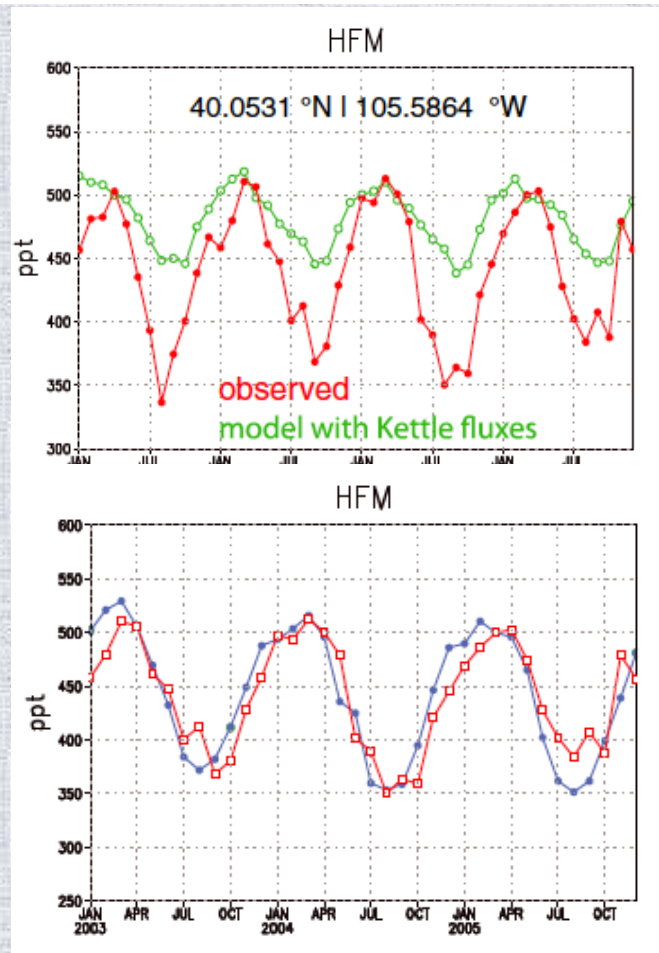 HFM
600
40.0531 °N | 105.5864 °W
550
500
450
400
350
300
ppt
observed
model with Kettle fluxes
JAN JUL JAN JUL JAN JUL JAN JUL
HFM
600
550
500
450
400
350
300
250
ppt
JAN APR JUL OCT JAN APR JUL OCT JAN APR JUL OCT
2003 2004 2005